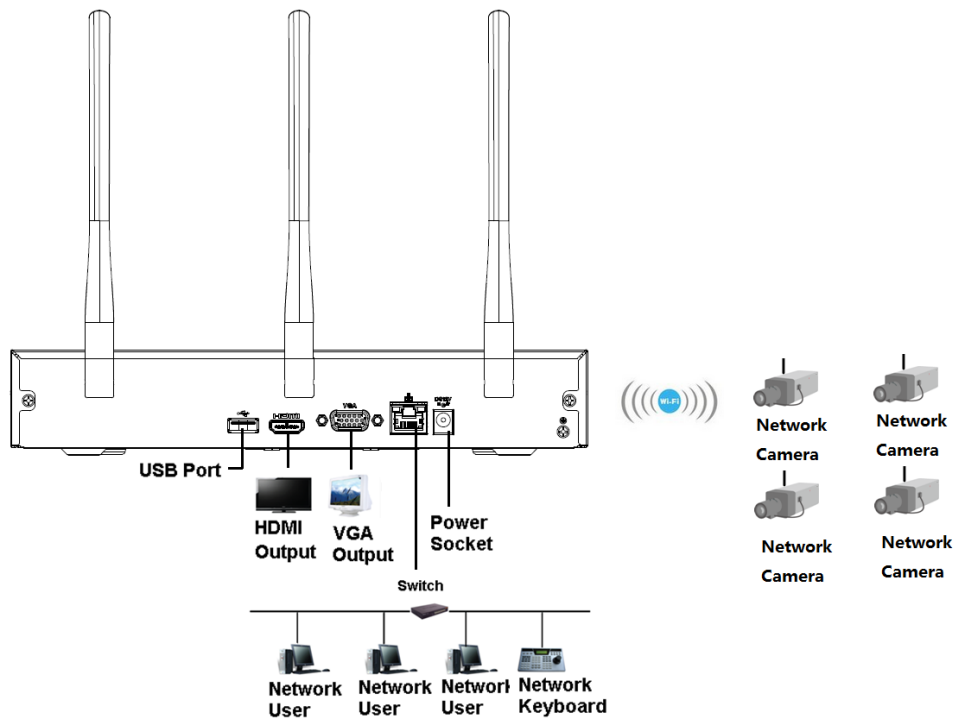 HDMI
VGA
USB Port
HDMI
Output
VGA
Output
Power
Socket
Switch
Network
User
Network
User
Network
User
Network
Keyboard
Wi-Fi
Network
Camera
Network
Camera
Network
Camera
Network
Camera